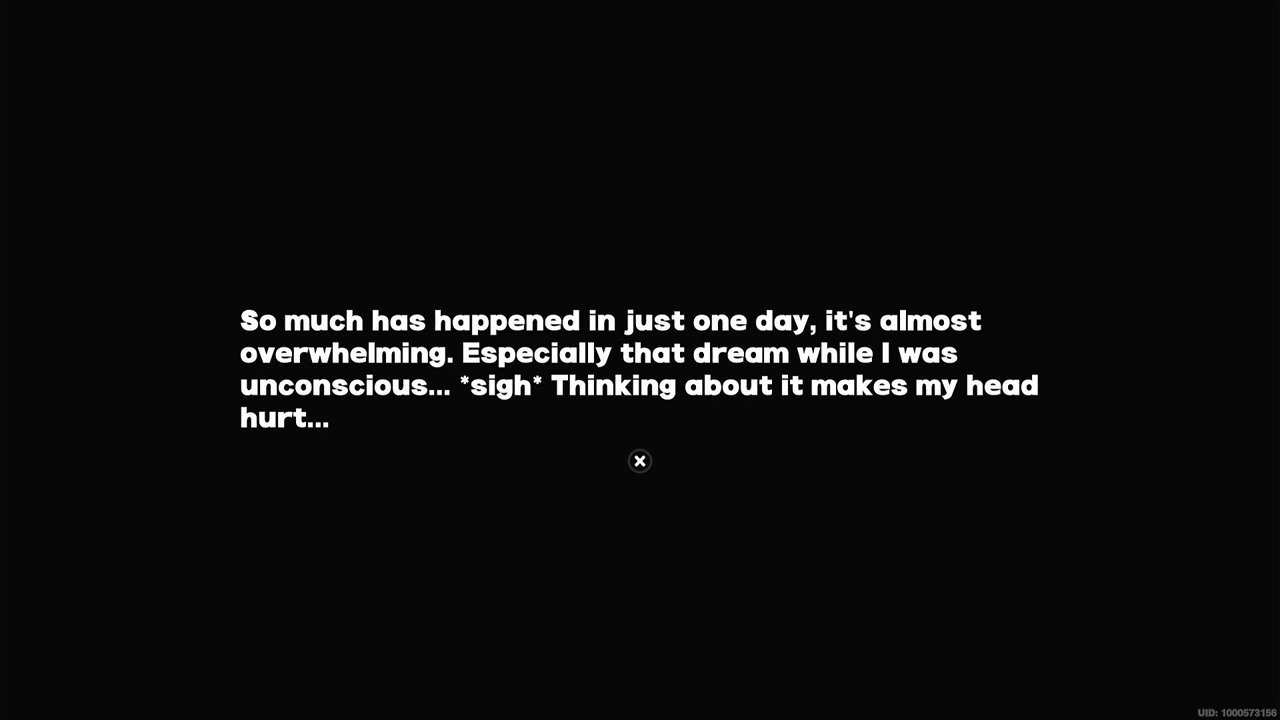 So much has happened in just one day, it's almost
overwhelming. Especially that dream while I was
unconscious... *sigh* Thinking about it makes my head
hurt...
UID: 1000573156